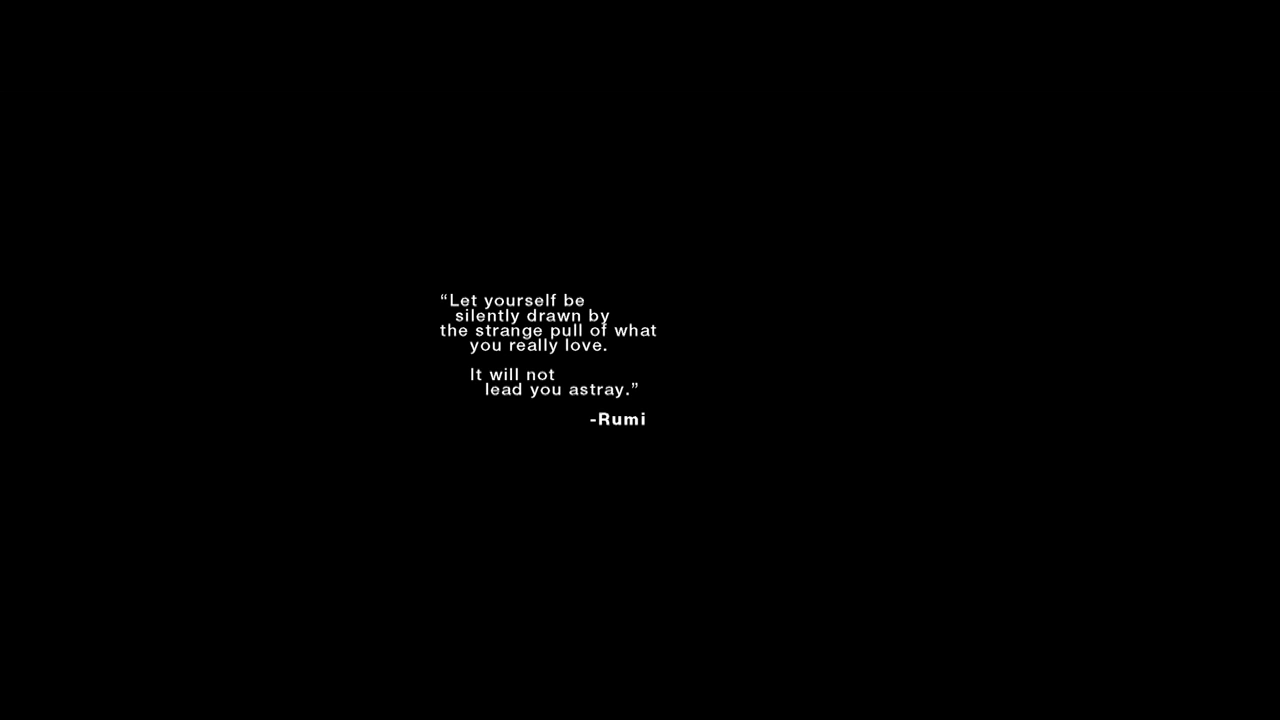 “Let yourself be
silently drawn by
the strange pull of what
you really love.
It will not
lead you astray.”
-Rumi